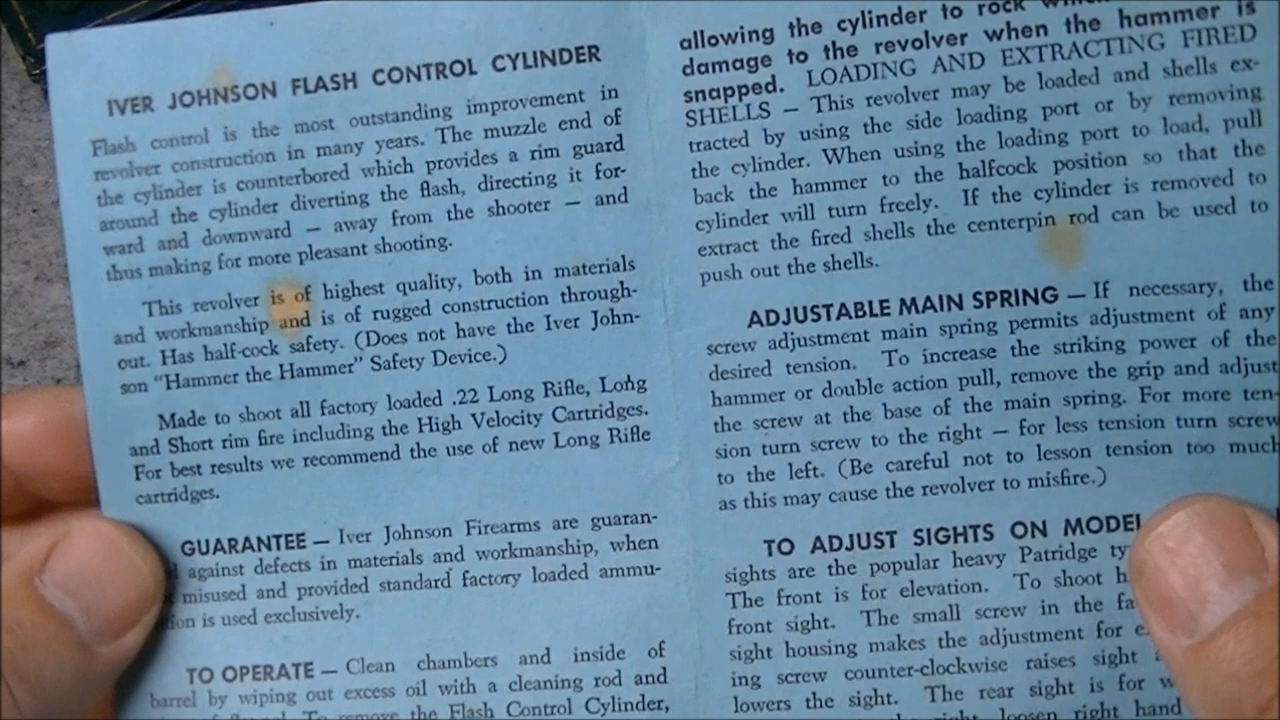 IVER JOHNSON FLASH CONTROL CYLINDER
Flash control is the most outstanding improvement in
revolver construction in many years. The muzzle end of
the cylinder is counterbored which provides a rim guard
around the cylinder diverting the flash, directing it for-
ward and downward — away from the shooter — and
thus making for more pleasant shooting.
This revolver is of highest quality, both in materials
and workmanship and is of rugged construction through-
out. Has half-cock safety. (Does not have the Iver John-
son "Hammer the Hammer" Safety Device.)
Made to shoot all factory loaded .22 Long Rifle, Long
and Short rim fire including the High Velocity Cartridges.
For best results we recommend the use of new Long Rifle
cartridges.
GUARANTEE — Iver Johnson Firearms are guaran-
against defects in materials and workmanship, when
misused and provided standard factory loaded ammu-
is used exclusively.
TO OPERATE — Clean chambers and inside of
barrel by wiping out excess oil with a cleaning rod and
To remove the Flash Control Cylinder,
allowing the cylinder to rock
damage to the revolver when the hammer is
snapped. LOADING AND EXTRACTING FIRED
SHELLS — This revolver may be loaded and shells ex-
tracted by using the side loading port or by removing
the cylinder. When using the loading port to load, pull
back the hammer to the halfcock position so that the
cylinder will turn freely. If the cylinder is removed to
extract the fired shells the centerpin rod can be used to
push out the shells.
ADJUSTABLE MAIN SPRING — If necessary, the
screw adjustment main spring permits adjustment of any
desired tension. To increase the striking power of the
hammer or double action pull, remove the grip and adjust
the screw at the base of the main spring. For more ten-
sion turn screw to the right — for less tension turn screw
to the left. (Be careful not to lesson tension too much
as this may cause the revolver to misfire.)
TO ADJUST SIGHTS ON MODEL
sights are the popular heavy Patridge
The front is for elevation. To shoot
front sight. The small screw in the
sight housing makes the adjustment for
ing screw counter-clockwise raises sight
lowers the sight. The rear sight is for
right, loosen right hand